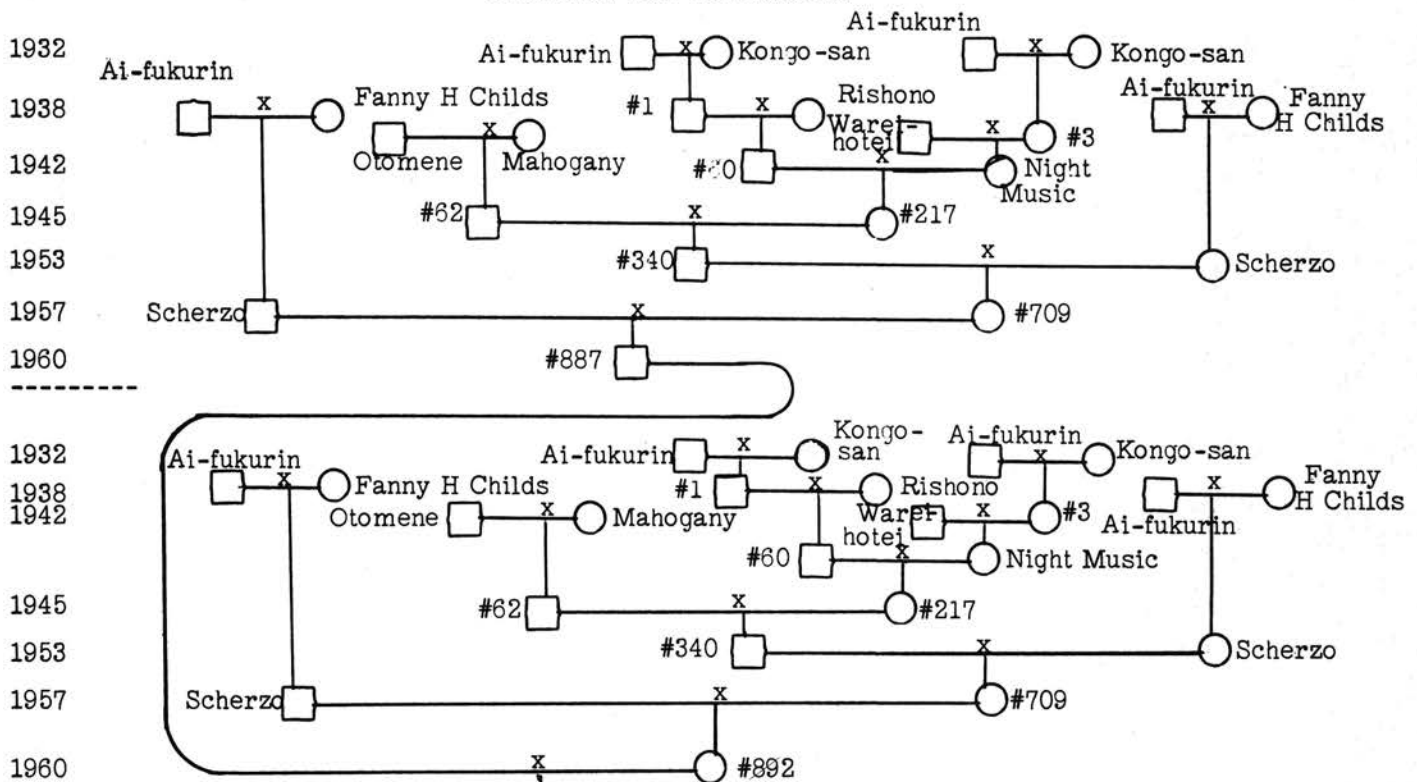 1932
Ai-fukurin
Ai-fukurin
Kongo-san
Ai-fukurin
Kongo-san
1938
Fanny H Childs
#1
Rishono
Warei-
hotei
#3
Ai-fukurin
Fanny
H Childs
x
x
x
x
x
x
1942
Otomene
Mahogany
x
x
Night
Music
1945
#62
x
#217
1953
#340
x
Scherzo
1957
Scherzo
x
#709
1960
#887
----------
1932
Ai-fukurin
Ai-fukurin
x
Kongo-
san
Ai-fukurin
Kongo-san
1938
x
Fanny H Childs
#1
x
Rishono
x
x
Fanny
H Childs
1942
Otomene
x
Mahogany
Warei-
hotei
x
#3
Ai-fukurin
#60
x
Night Music
1945
#62
x
#217
1953
#340
x
Scherzo
1957
Scherzo
x
#709
1960
x
#892